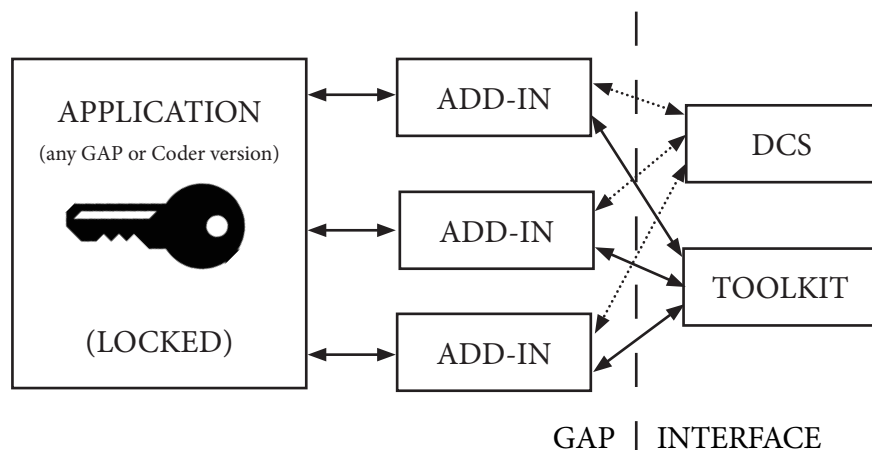 APPLICATION
(any GAP or Coder version)
(LOCKED)
ADD-IN
ADD-IN
ADD-IN
DCS
TOOLKIT
GAP
INTERFACE